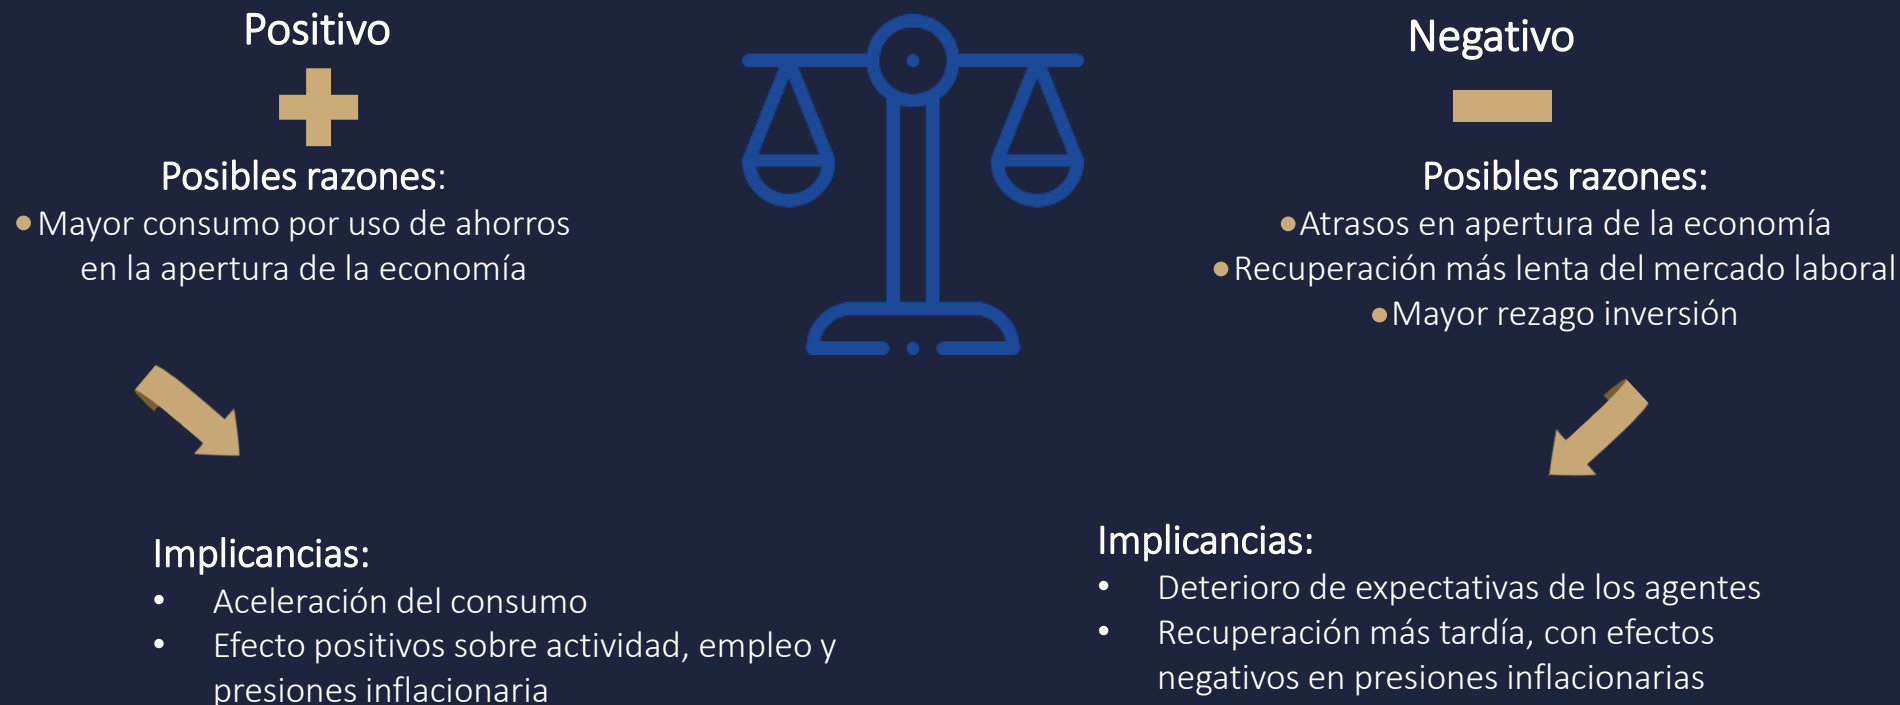 Positivo
Posibles razones:
• Mayor consumo por uso de ahorros
en la apertura de la economía
Implicancias:
• Aceleración del consumo
• Efecto positivos sobre actividad, empleo y
presiones inflacionaria
Negativo
Posibles razones:
• Atrasos en apertura de la economía
• Recuperación más lenta del mercado laboral
• Mayor rezago inversión
Implicancias:
• Deterioro de expectativas de los agentes
• Recuperación más tardía, con efectos
negativos en presiones inflacionarias